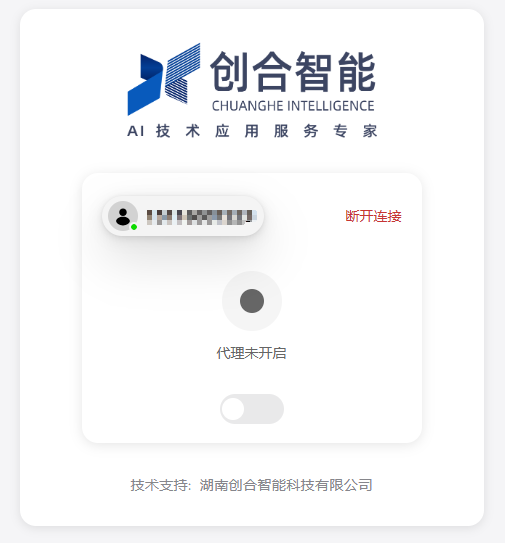 创合智能
CHUANGHE INTELLIGENCE
AI 技术应用服务专家
断开连接
代理未开启
技术支持: 湖南创合智能科技有限公司